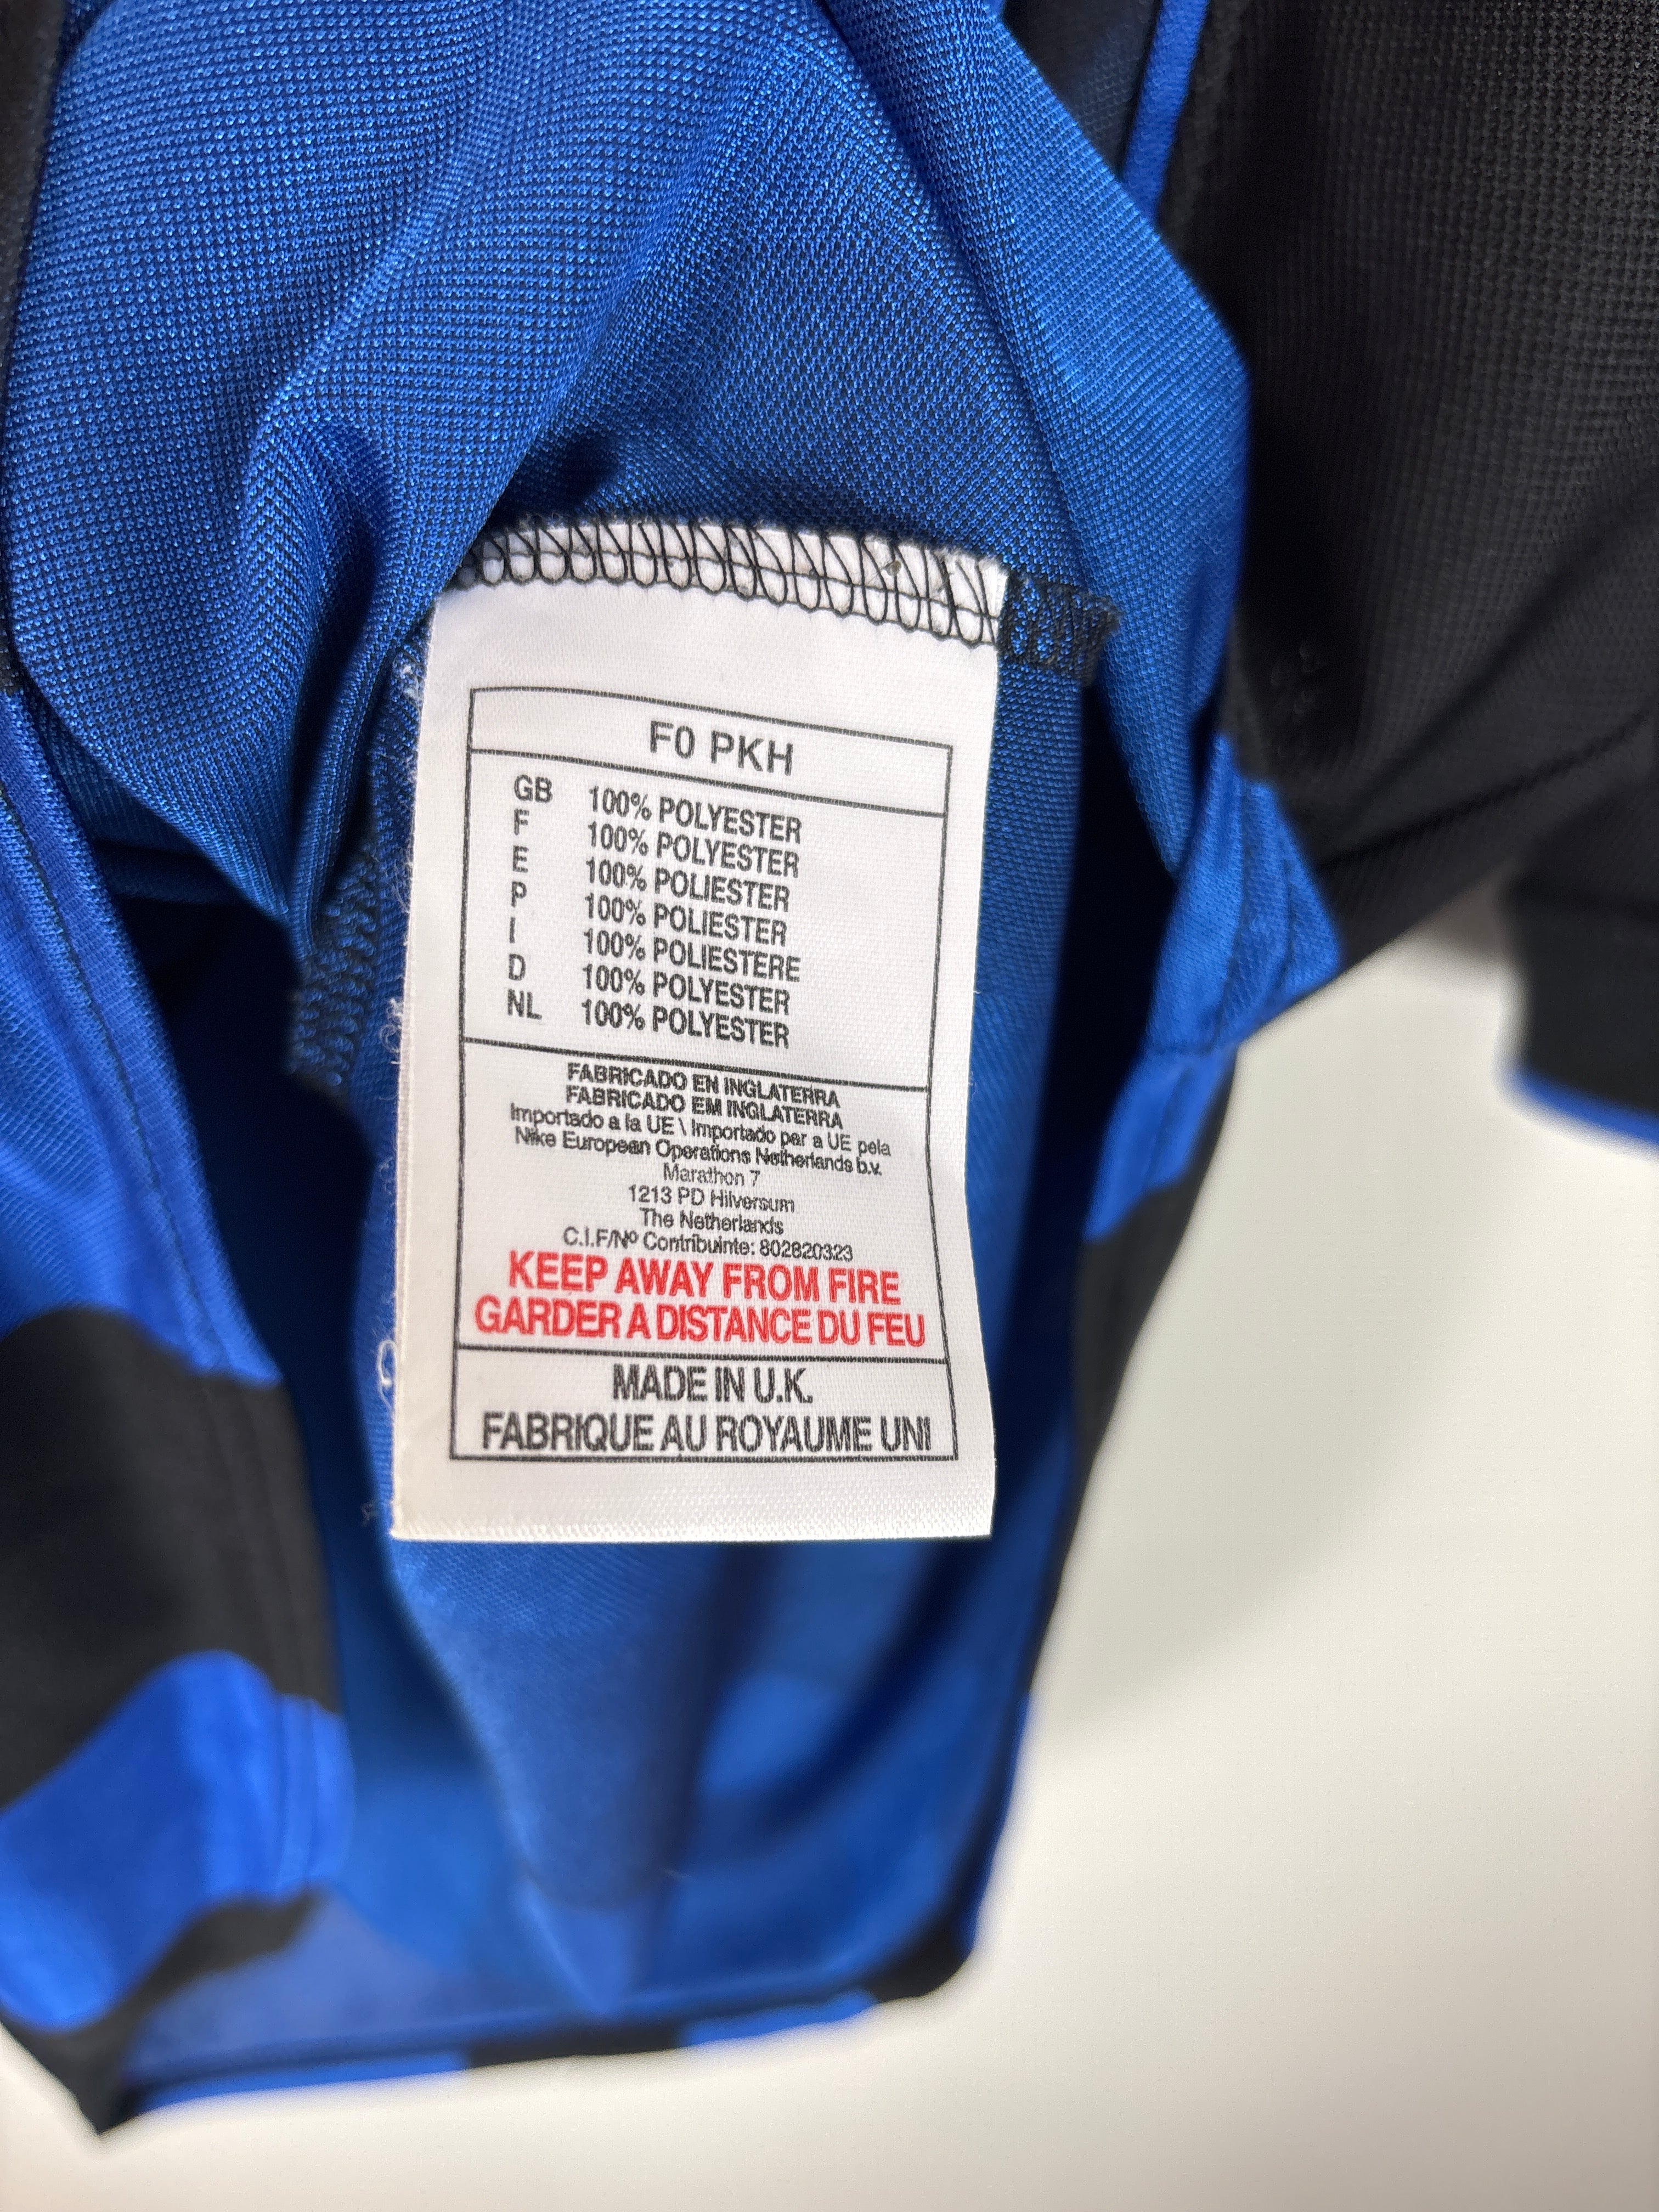 F0 PKH
GB 100% POLYESTER
F 100% POLYESTER
E 100% POLIESTER
P 100% POLIESTER
I 100% POLIESTERE
D 100% POLYESTER
NL 100% POLYESTER
FABRICADO EN INGLATERRA
FABRICADO EM INGLATERRA
Importado a la UE \ Importado par a UE pela
Nike European Operations Netherlands b.v.
Marathon 7
1213 PD Hilversum
The Netherlands
C.I.F/Nº Contribuinte: 802820323
KEEP AWAY FROM FIRE
GARDER A DISTANCE DU FEU
MADE IN U.K.
FABRIQUE AU ROYAUME UNI